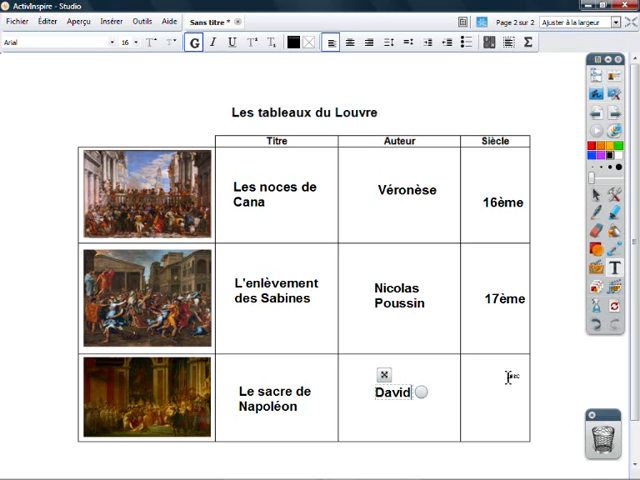 ActivInspire - Studio
Fichier Éditer Afficher Insérer Outils Aide
Sans titre *
Page 2 sur 2
Ajuster à la largeur
Arial
16
G I U T T
Les tableaux du Louvre
Titre Auteur Siècle
Les noces de
Cana
Véronèse
16ème
L'enlèvement
des Sabines
Nicolas
Poussin
17ème
Le sacre de
Napoléon
David